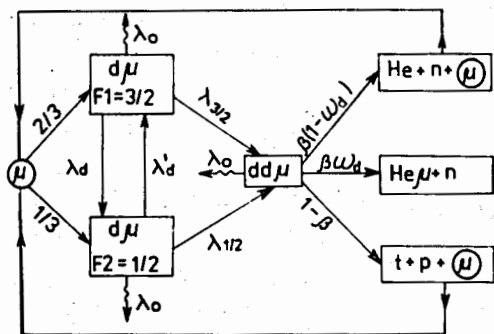 λ₀
dμ
F1=3/2
2/3
λ₃/₂
λd
λ'd
μ
1/3
dμ
F2=1/2
λ₁/₂
λ₀
λ₀
ddμ
β(1-ωd)
βωd
1-β
He+n+μ
Heμ+n
t+p+μ